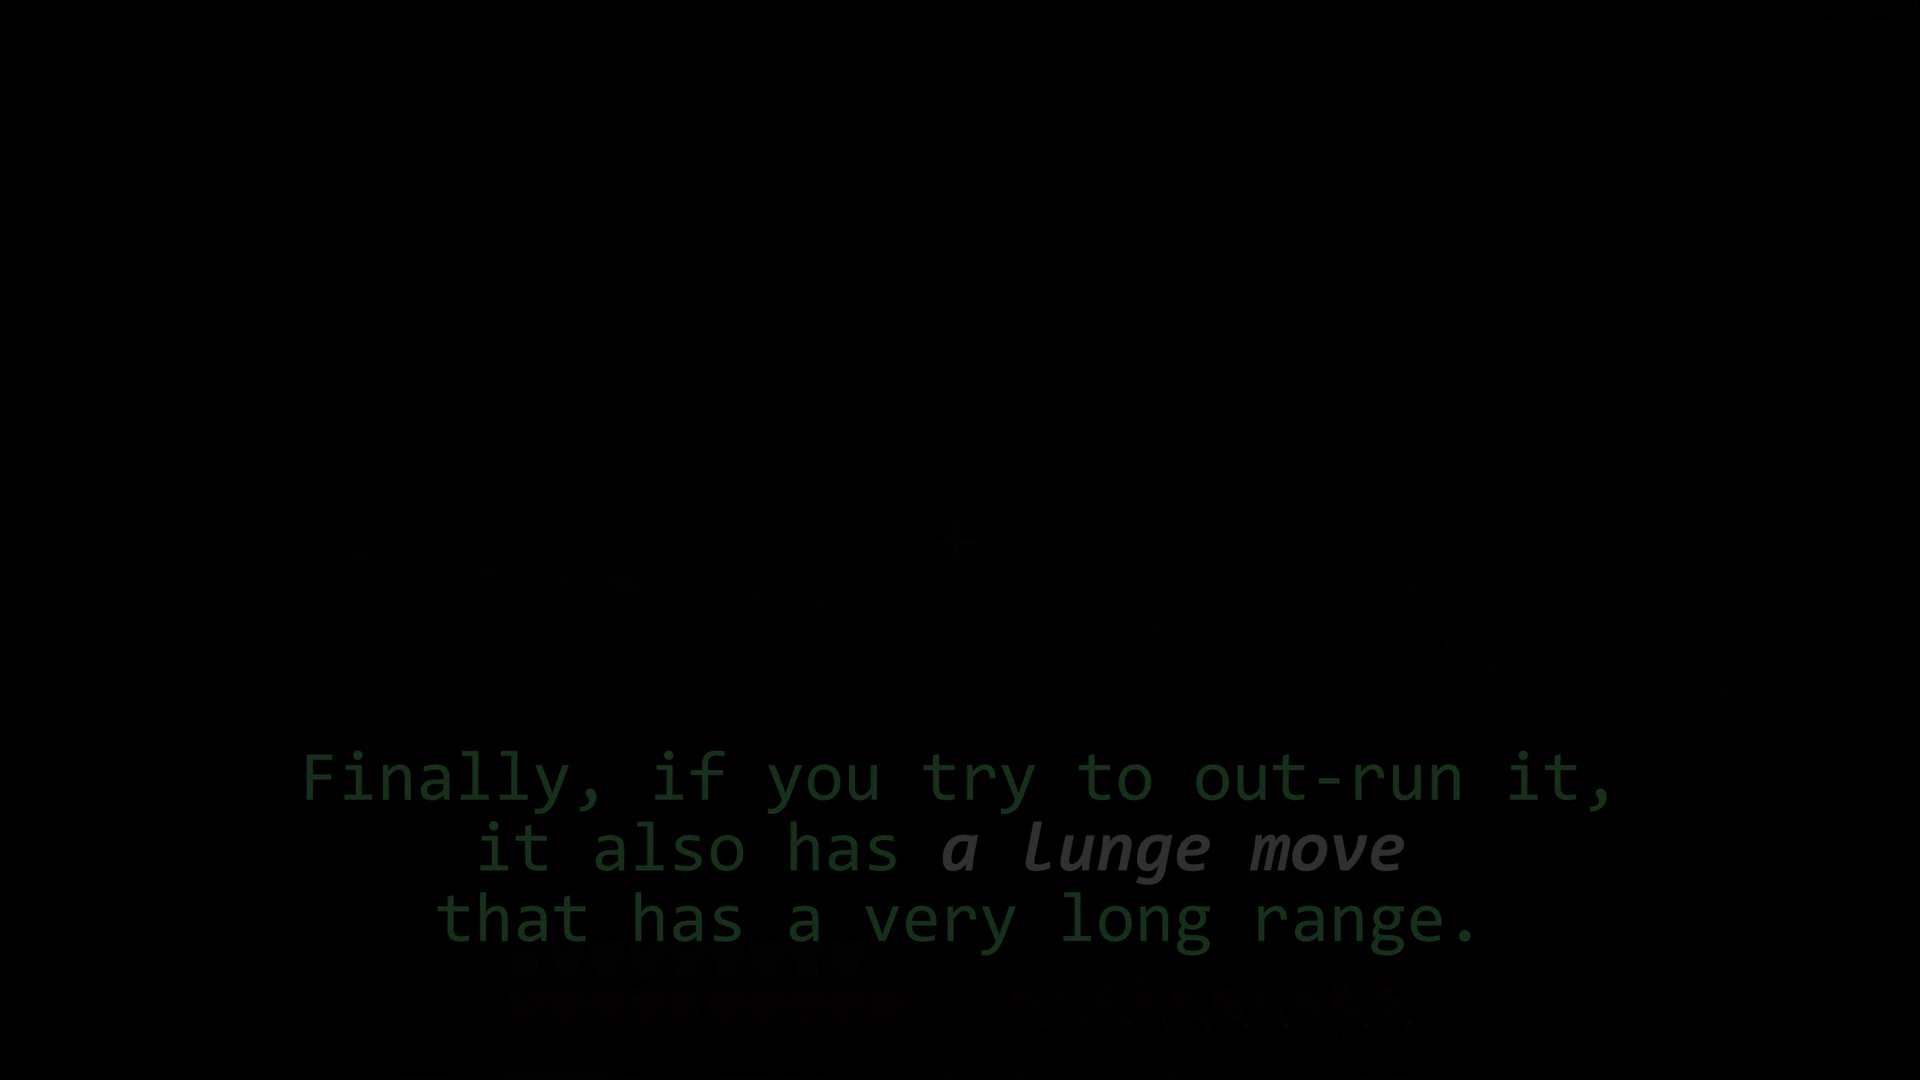 Finally, if you try to out-run it,
it also has a lunge move
that has a very long range.